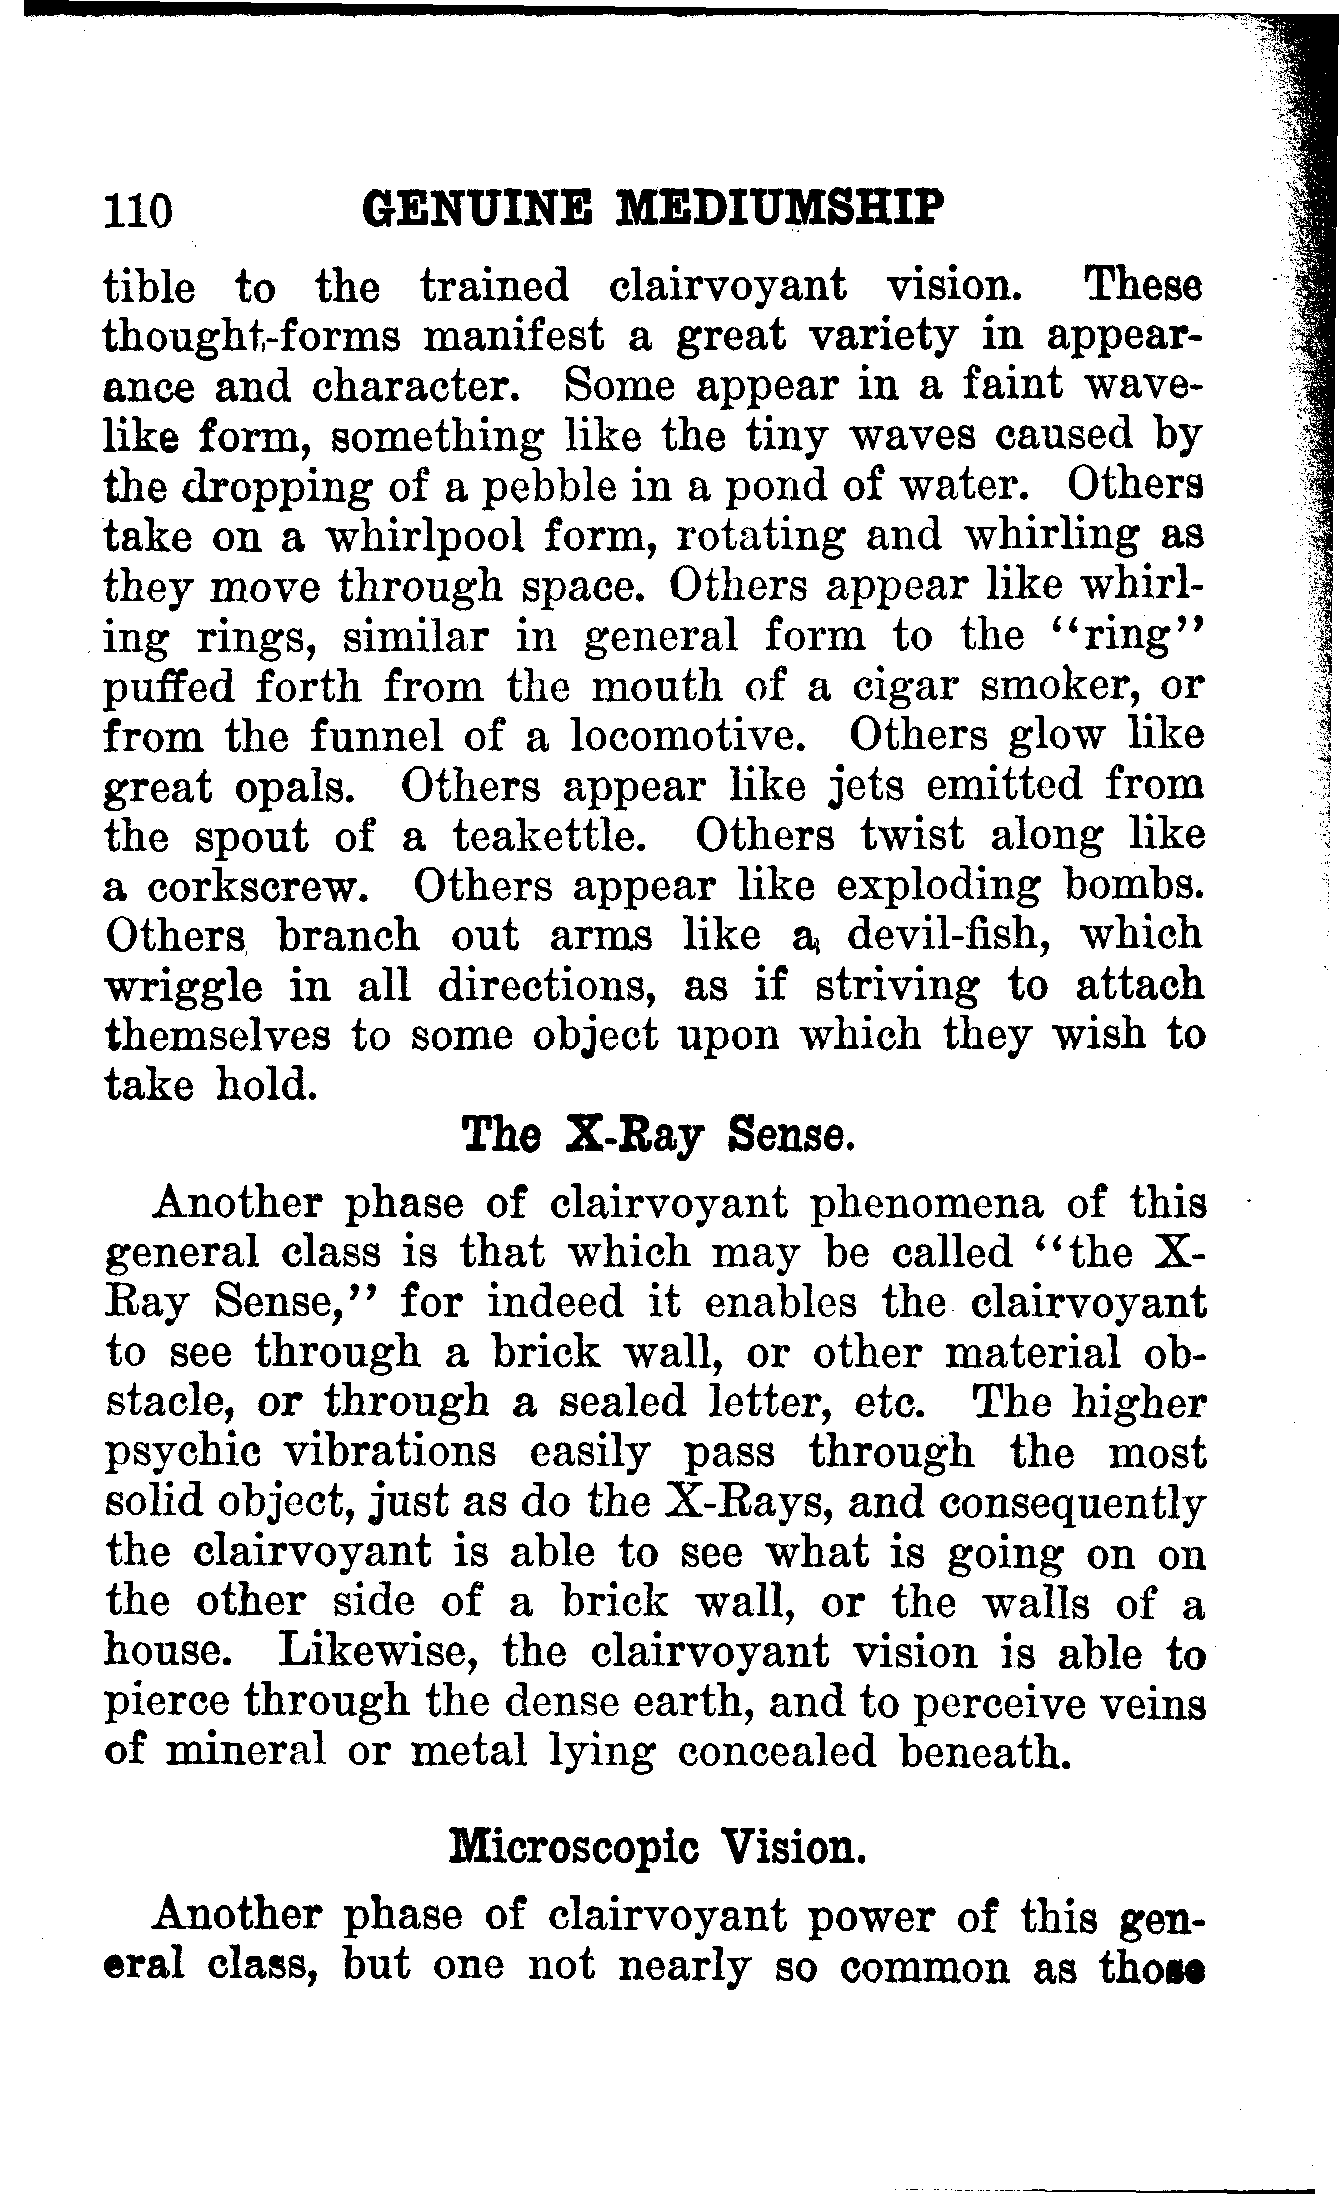 110 GENUINE MEDIUMSHIP
tible to the trained clairvoyant vision. These
thought-forms manifest a great variety in appear-
ance and character. Some appear in a faint wave-
like form, something like the tiny waves caused by
the dropping of a pebble in a pond of water. Others
take on a whirlpool form, rotating and whirling as
they move through space. Others appear like whirl-
ing rings, similar in general form to the "ring"
puffed forth from the mouth of a cigar smoker, or
from the funnel of a locomotive. Others glow like
great opals. Others appear like jets emitted from
the spout of a teakettle. Others twist along like
a corkscrew. Others appear like exploding bombs.
Others branch out arms like a devil-fish, which
wriggle in all directions, as if striving to attach
themselves to some object upon which they wish to
take hold.
The X-Ray Sense.
Another phase of clairvoyant phenomena of this
general class is that which may be called "the X-
Ray Sense," for indeed it enables the clairvoyant
to see through a brick wall, or other material ob-
stacle, or through a sealed letter, etc. The higher
psychic vibrations easily pass through the most
solid object, just as do the X-Rays, and consequently
the clairvoyant is able to see what is going on on
the other side of a brick wall, or the walls of a
house. Likewise, the clairvoyant vision is able to
pierce through the dense earth, and to perceive veins
of mineral or metal lying concealed beneath.
Microscopic Vision.
Another phase of clairvoyant power of this gen-
eral class, but one not nearly so common as those